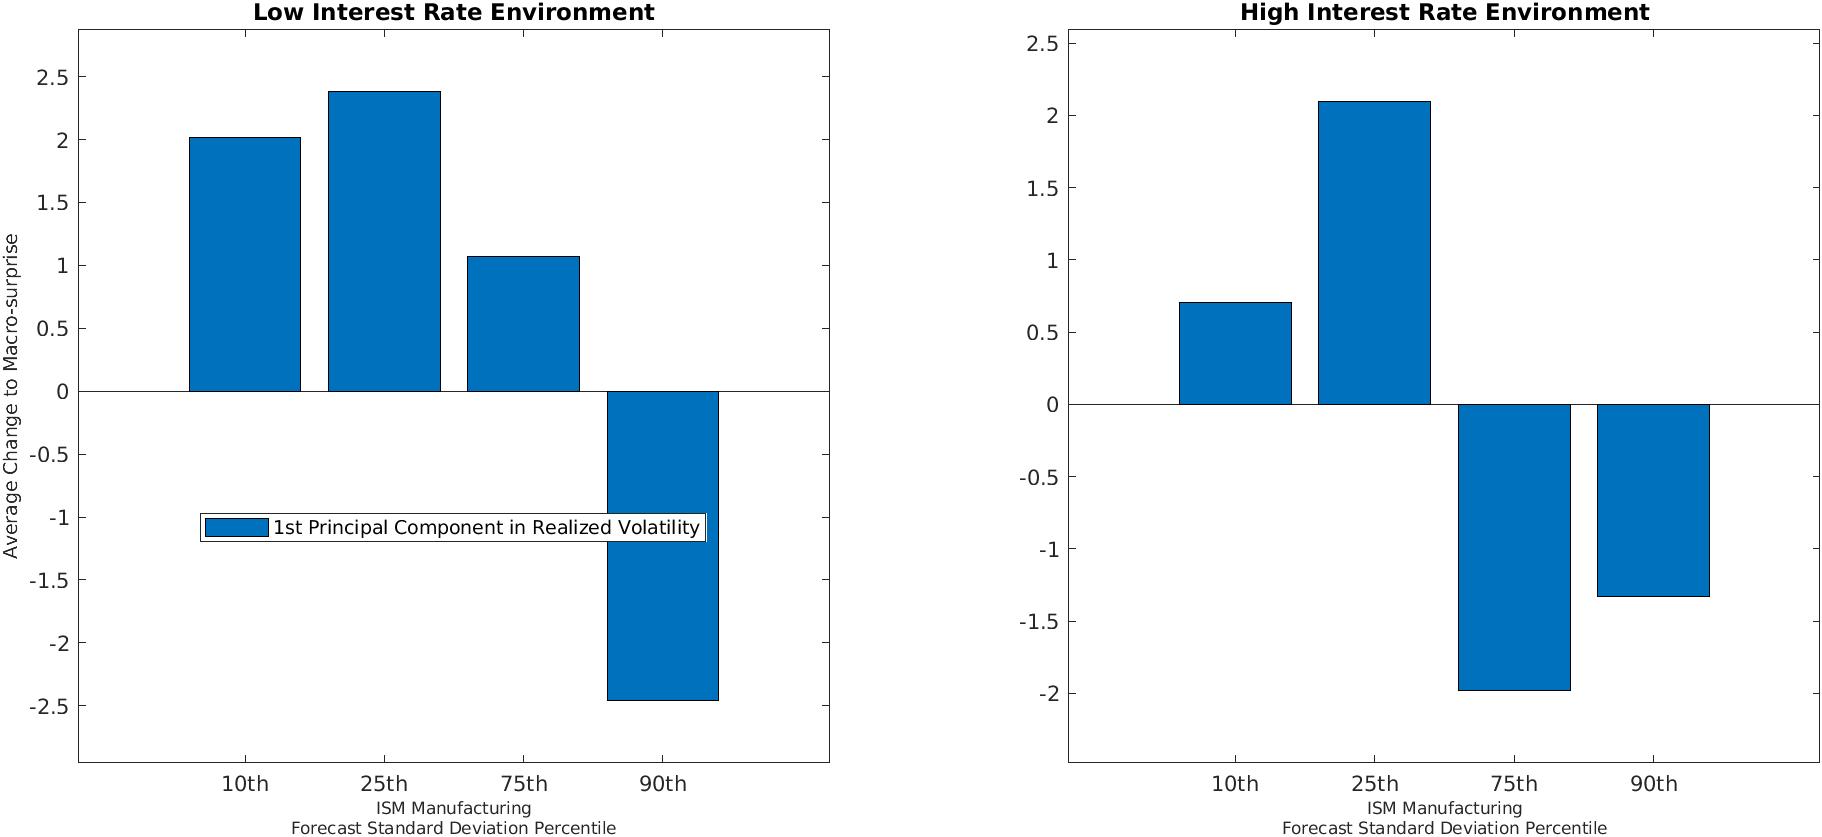 Low Interest Rate Environment
2.5
2
1.5
1
0.5
0
-0.5
-1
-1.5
-2
-2.5
Average Change to Macro-surprise
1st Principal Component in Realized Volatility
10th 25th 75th 90th
ISM Manufacturing
Forecast Standard Deviation Percentile
High Interest Rate Environment
2.5
2
1.5
1
0.5
0
-0.5
-1
-1.5
-2
10th 25th 75th 90th
ISM Manufacturing
Forecast Standard Deviation Percentile